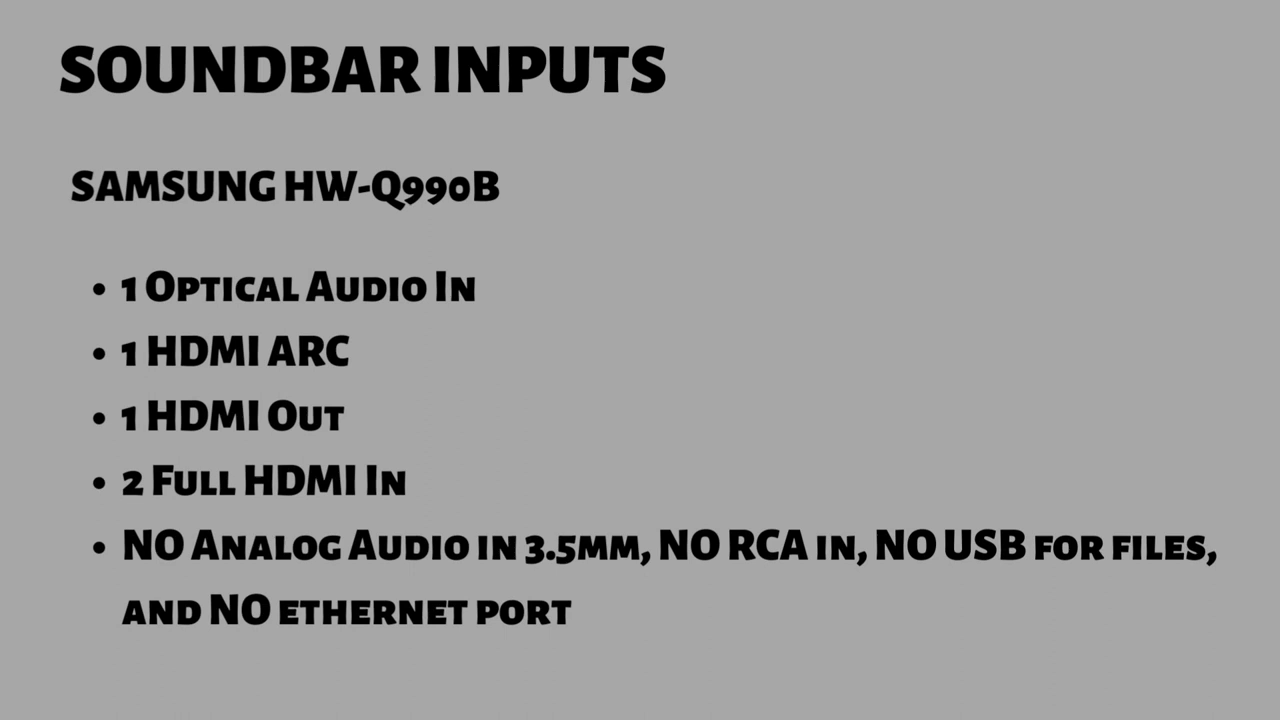 SOUNDBAR INPUTS
SAMSUNG HW-Q990B
• 1 Optical Audio In
• 1 HDMI ARC
• 1 HDMI Out
• 2 Full HDMI In
• NO Analog Audio in 3.5mm, NO RCA in, NO USB for files,
and NO ethernet port